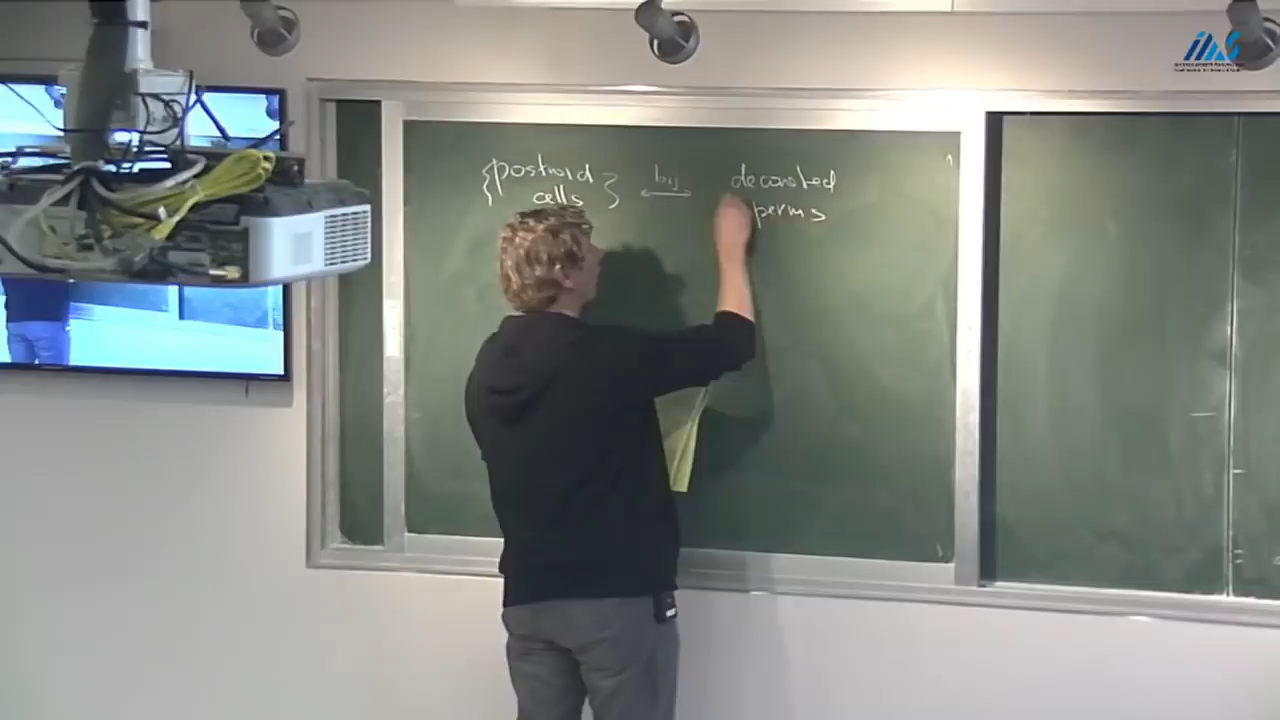 {positroid bij decorated
cells} ⟷ perms